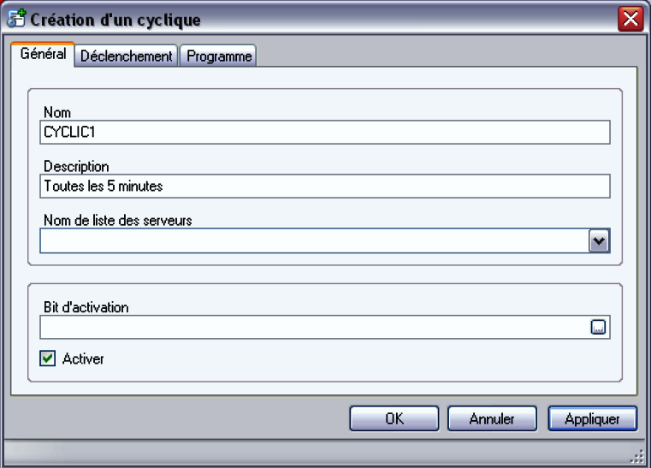 Création d'un cyclique
Général Déclenchement Programme
Nom
CYCLIC1
Description
Toutes les 5 minutes
Nom de liste des serveurs
Bit d'activation
...
Activer
OK Annuler Appliquer